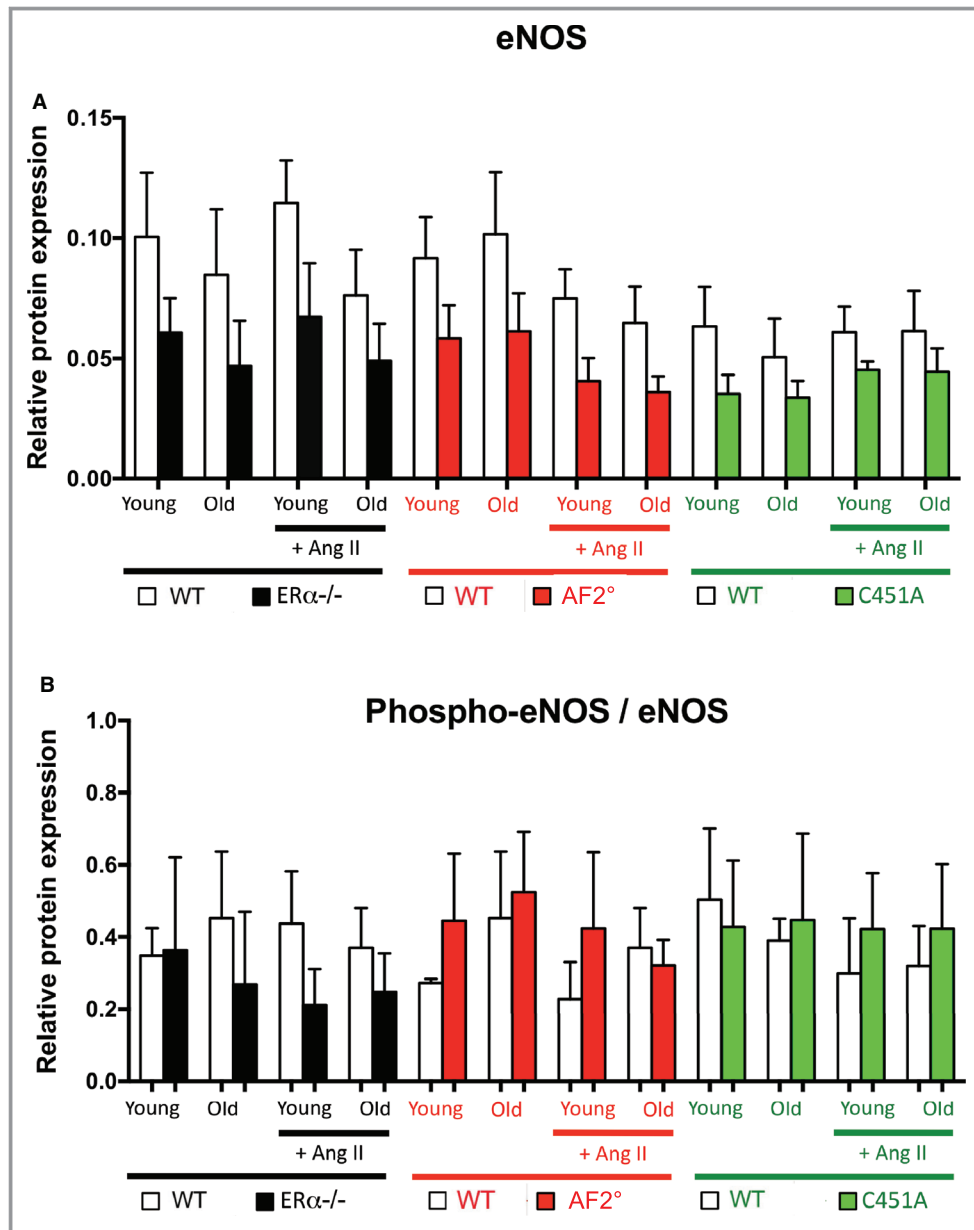 eNOS
A
Relative protein expression
0.15
0.10
0.05
0.00
Young Old Young Old Young Old Young Old Young Old Young Old
+ Ang II + Ang II + Ang II
WT ERα-/- WT AF2° WT C451A
B
Phospho-eNOS / eNOS
Relative protein expression
1.0
0.8
0.6
0.4
0.2
0.0
Young Old Young Old Young Old Young Old Young Old Young Old
+ Ang II + Ang II + Ang II
WT ERα-/- WT AF2° WT C451A